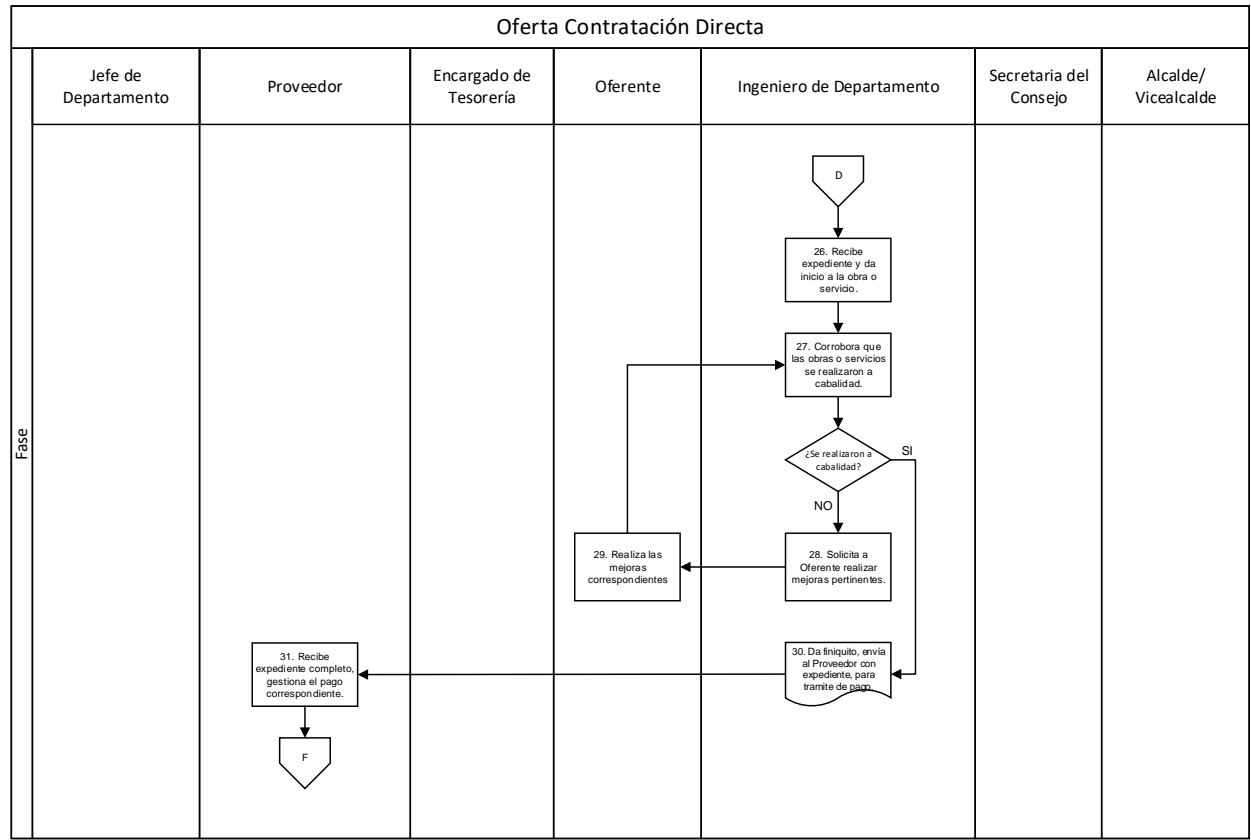 Oferta Contratación Directa
Fase
Jefe de
Departamento
Proveedor
Encargado de
Tesorería
Oferente
Ingeniero de Departamento
Secretaria del
Consejo
Alcalde/
Vicealcalde
D
26. Recibe
expediente y da
inicio a la obra o
servicio.
27. Corrobora que
las obras o servicios
se realizaron a
cabalidad.
¿Se realizaron a
cabalidad?
SI
NO
28. Solicita a
Oferente realizar
mejoras pertinentes.
29. Realiza las
mejoras
correspondientes
30. Da finiquito, envía
al Proveedor con
expediente, para
tramite de pago.
31. Recibe
expediente completo,
gestiona el pago
correspondiente.
F